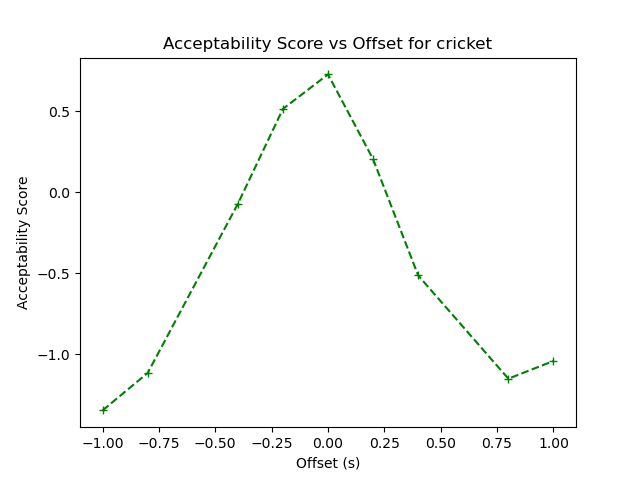 Acceptability Score vs Offset for cricket
Acceptability Score
0.5
0.0
−0.5
−1.0
−1.00 −0.75 −0.50 −0.25 0.00 0.25 0.50 0.75 1.00
Offset (s)